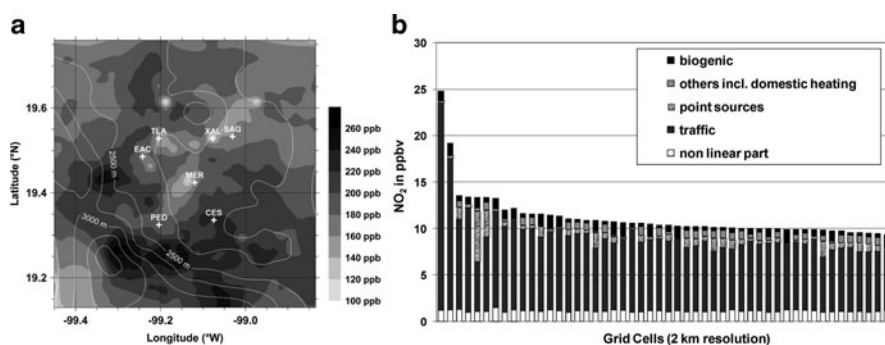 a
19.6
19.4
19.2
Latitude (°N)
-99.4
-99.2
-99.0
Longitude (°W)
TLA
XAL
SAG
EAC
MER
PED
CES
2500 m
3000 m
2500 m
260 ppb
240 ppb
220 ppb
200 ppb
180 ppb
160 ppb
140 ppb
120 ppb
100 ppb
b
30
25
20
15
10
5
0
NO2 in ppbv
biogenic
others incl. domestic heating
point sources
traffic
non linear part
Grid Cells (2 km resolution)